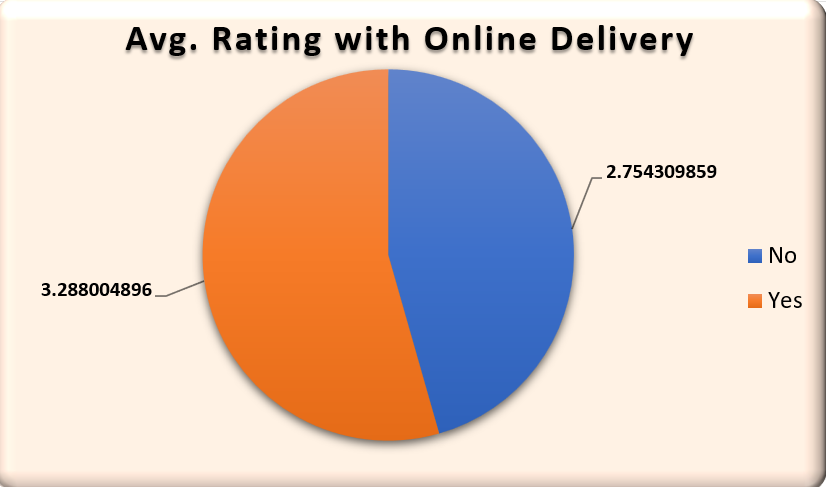 Avg. Rating with Online Delivery
2.754309859
3.288004896
No
Yes